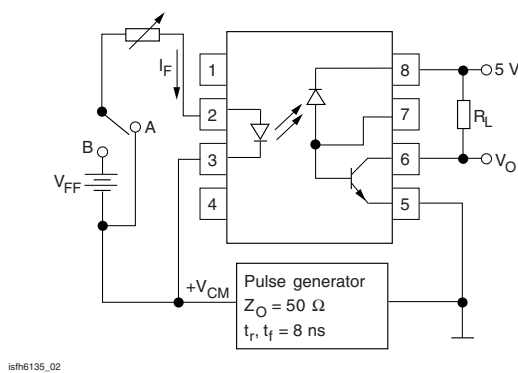 I_F
1
2
3
4
8
7
6
5
5 V
R_L
V_O
A
B
V_FF
+V_CM
Pulse generator
Z_O = 50 Ω
t_r, t_f = 8 ns
isfh6135_02